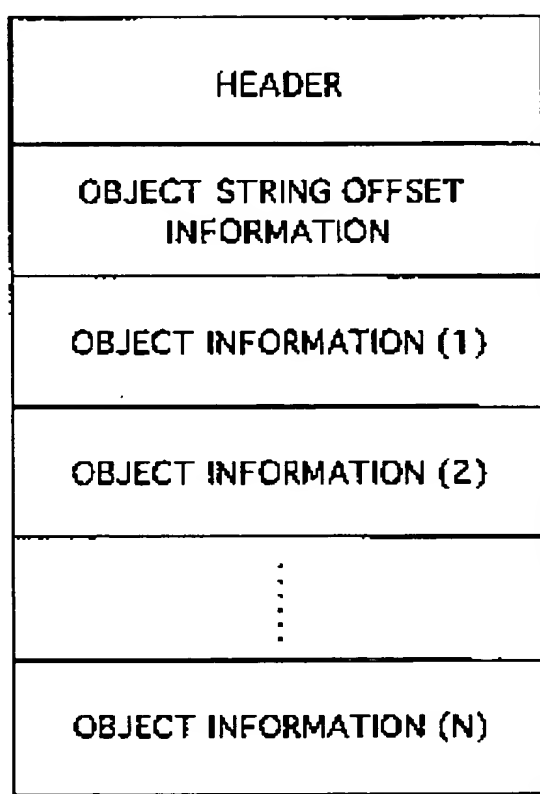 HEADER
OBJECT STRING OFFSET
INFORMATION
OBJECT INFORMATION (1)
OBJECT INFORMATION (2)
OBJECT INFORMATION (N)